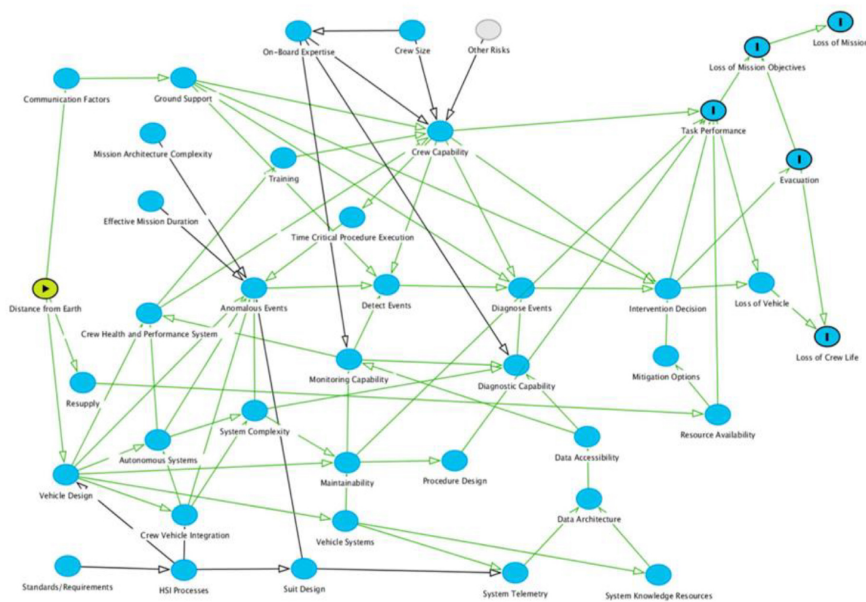 Loss of Mission
On-Board Expertise
Crew Size
Other Risks
Loss of Mission Objectives
Communication Factors
Ground Support
Task Performance
Mission Architecture Complexity
Crew Capability
Training
Evacuation
Effective Mission Duration
Time Critical Procedure Execution
Distance from Earth
Anomalous Events
Detect Events
Diagnose Events
Intervention Decision
Loss of Vehicle
Crew Health and Performance System
Loss of Crew Life
Monitoring Capability
Diagnostic Capability
Mitigation Options
Resupply
System Complexity
Resource Availability
Autonomous Systems
Data Accessibility
Vehicle Design
Maintainability
Procedure Design
Crew Vehicle Integration
Vehicle Systems
Data Architecture
Standards/Requirements
HSI Processes
Suit Design
System Telemetry
System Knowledge Resources